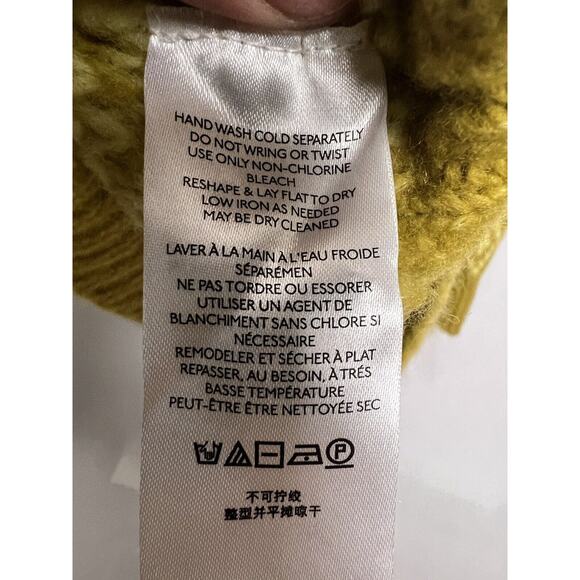 HAND WASH COLD SEPARATELY
DO NOT WRING OR TWIST
USE ONLY NON-CHLORINE
BLEACH
RESHAPE & LAY FLAT TO DRY
LOW IRON AS NEEDED
MAY BE DRY CLEANED
LAVER À LA MAIN À L'EAU FROIDE
SÉPARÉMEN
NE PAS TORDRE OU ESSORER
UTILISER UN AGENT DE
BLANCHIMENT SANS CHLORE SI
NÉCESSAIRE
REMODELER ET SÉCHER À PLAT
REPASSER, AU BESOIN, À TRÉS
BASSE TEMPÉRATURE
PEUT-ÊTRE ÊTRE NETTOYÉE SEC
P
不可拧绞
整型并平摊晾干